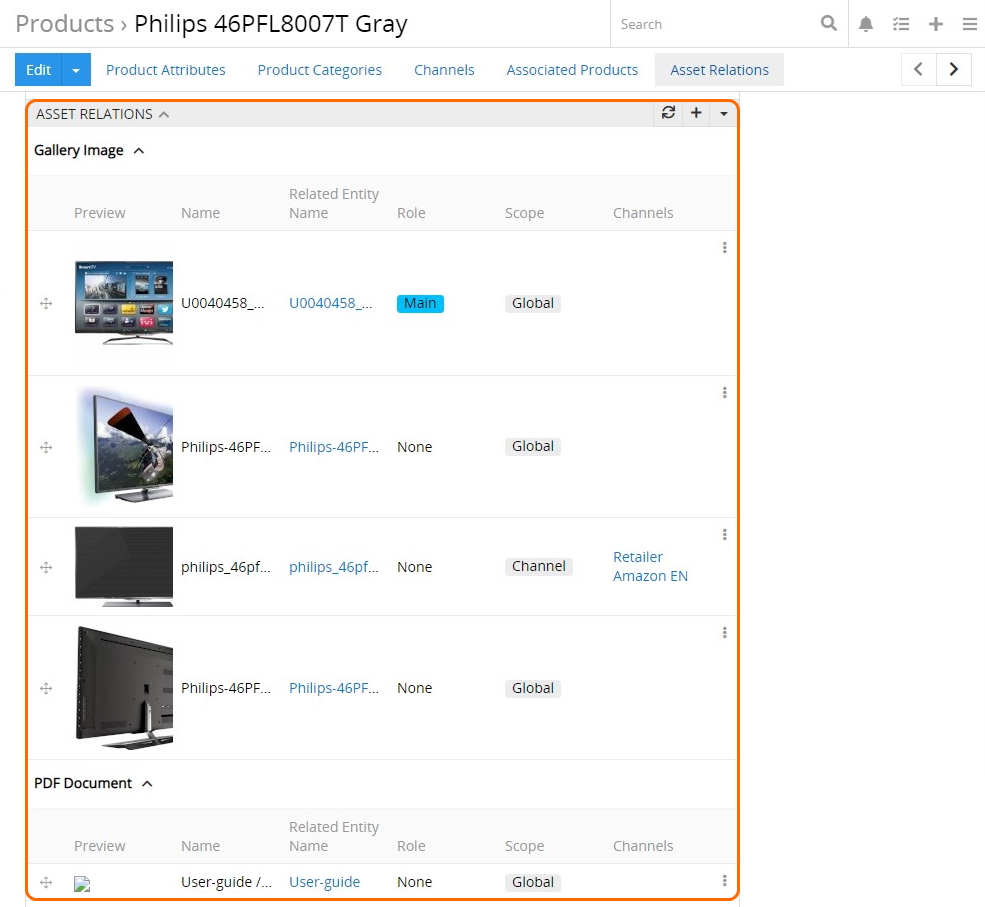 Products › Philips 46PFL8007T Gray
Search
Edit
Product Attributes
Product Categories
Channels
Associated Products
Asset Relations
ASSET RELATIONS
Gallery Image
Preview
Name
Related Entity
Name
Role
Scope
Channels
SmartTV
U0040458_...
U0040458_...
Main
Global
Philips-46PF...
Philips-46PF...
None
Global
philips_46pf...
philips_46pf...
None
Channel
Retailer
Amazon EN
Philips-46PF...
Philips-46PF...
None
Global
PDF Document
Preview
Name
Related Entity
Name
Role
Scope
Channels
User-guide /...
User-guide
None
Global